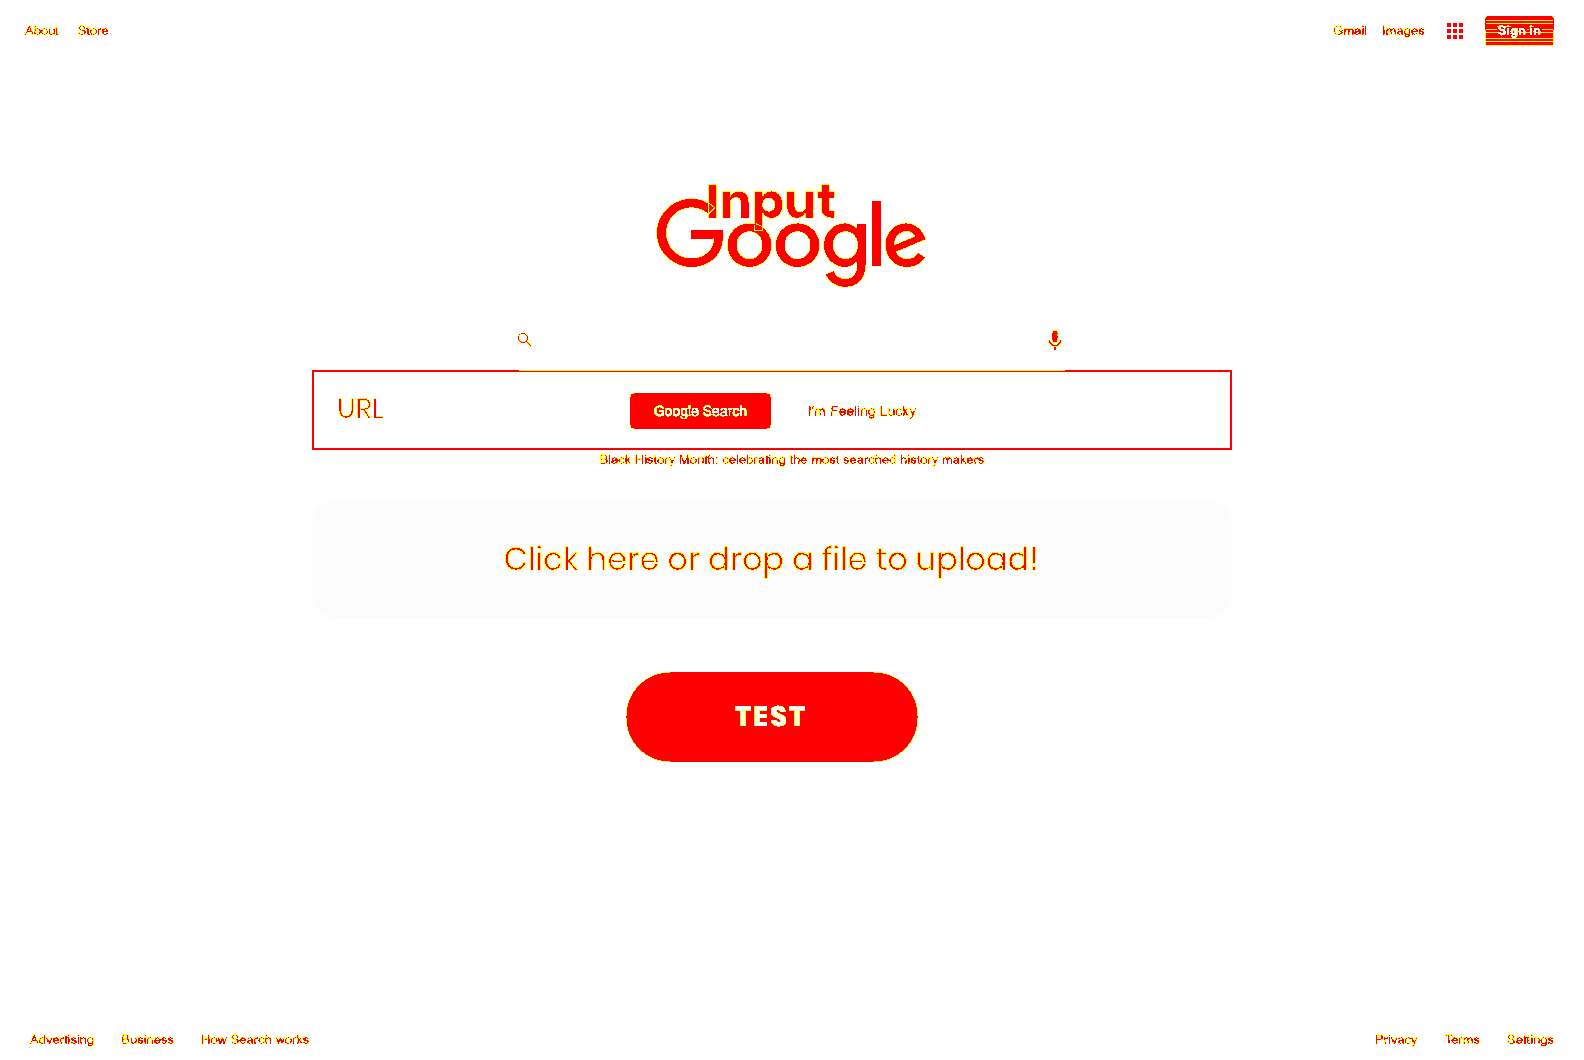 About Store Gmail Images Sign in
Input
Google
URL Google Search I'm Feeling Lucky
Black History Month: celebrating the most searched history makers
Click here or drop a file to upload!
TEST
Advertising Business How Search works Privacy Terms Settings